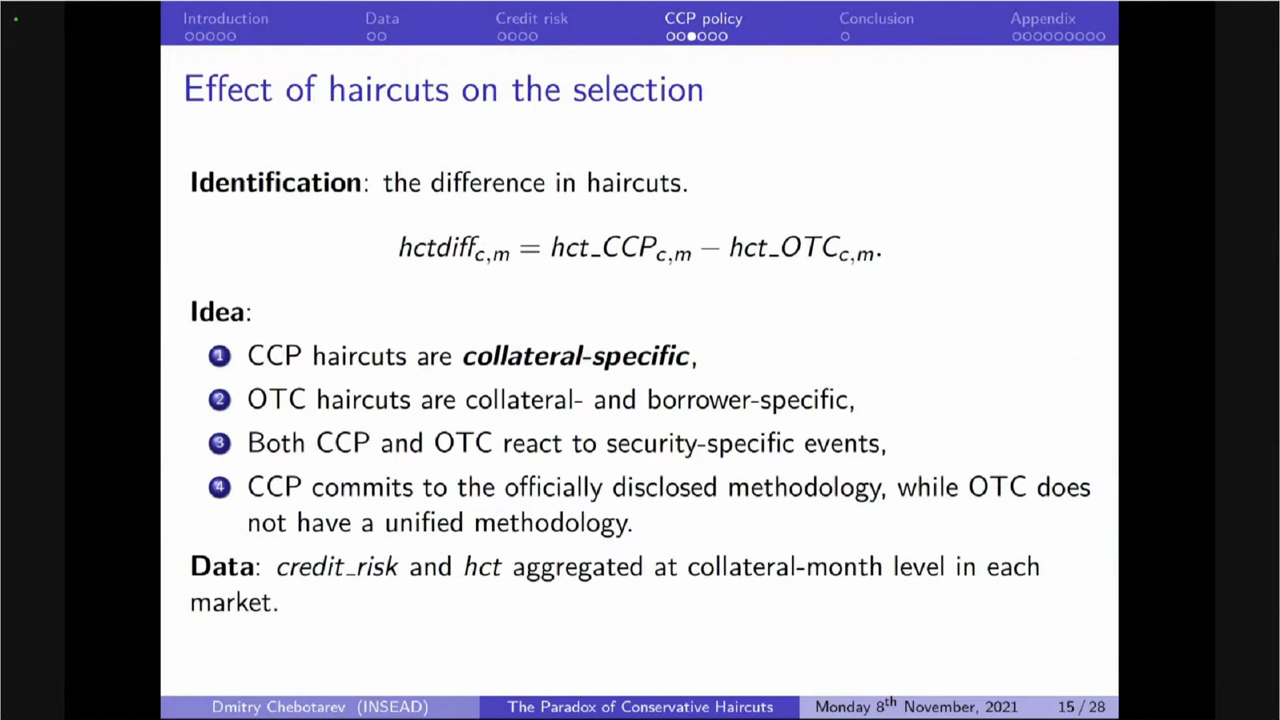 Introduction Data Credit risk CCP policy Conclusion Appendix
Effect of haircuts on the selection
Identification: the difference in haircuts.
hctdiff_{c,m} = hct_CCP_{c,m} − hct_OTC_{c,m}.
Idea:
1 CCP haircuts are collateral-specific,
2 OTC haircuts are collateral- and borrower-specific,
3 Both CCP and OTC react to security-specific events,
4 CCP commits to the officially disclosed methodology, while OTC does
not have a unified methodology.
Data: credit_risk and hct aggregated at collateral-month level in each
market.
Dmitry Chebotarev (INSEAD) The Paradox of Conservative Haircuts Monday 8th November, 2021 15 / 28